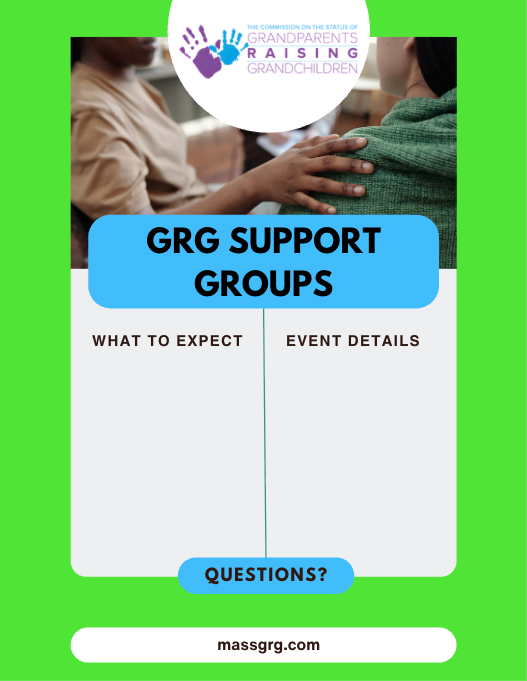 THE COMMISSION ON THE STATUS OF
GRANDPARENTS
RAISING
GRANDCHILDREN
GRG SUPPORT
GROUPS
WHAT TO EXPECT
EVENT DETAILS
QUESTIONS?
massgrg.com